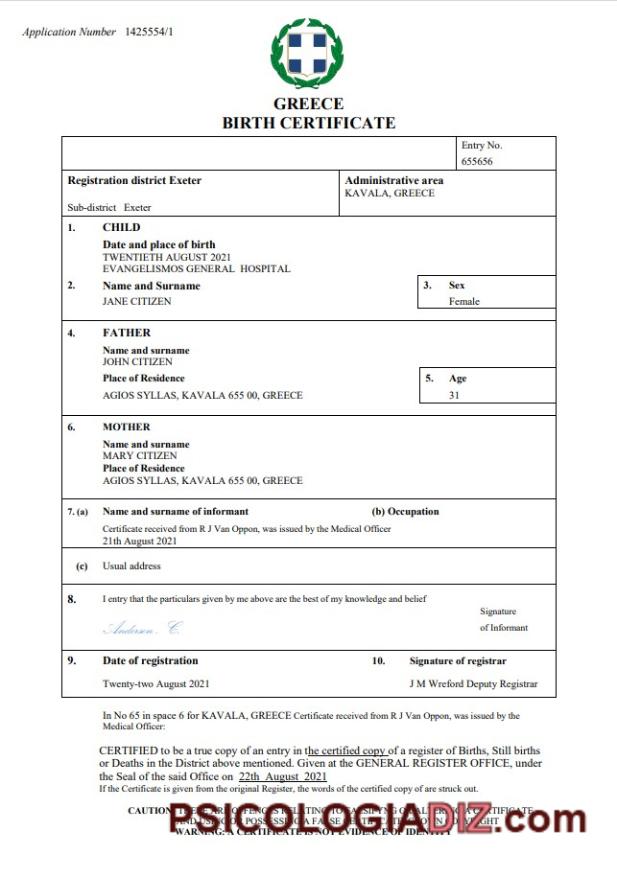 Application Number 1425554/1
GREECE
BIRTH CERTIFICATE
Entry No.
655656
Registration district Exeter
Administrative area
KAVALA, GREECE
Sub-district Exeter
1. CHILD
Date and place of birth
TWENTIETH AUGUST 2021
EVANGELISMOS GENERAL HOSPITAL
2. Name and Surname
3. Sex
JANE CITIZEN
Female
4. FATHER
Name and surname
JOHN CITIZEN
Place of Residence
5. Age
AGIOS SYLLAS, KAVALA 655 00, GREECE
31
6. MOTHER
Name and surname
MARY CITIZEN
Place of Residence
AGIOS SYLLAS, KAVALA 655 00, GREECE
7. (a) Name and surname of informant (b) Occupation
Certificate received from R J Van Oppon, was issued by the Medical Officer
21th August 2021
(c) Usual address
8. I entry that the particulars given by me above are the best of my knowledge and belief
Signature
Anderson. C.
of Informant
9. Date of registration 10. Signature of registrar
Twenty-two August 2021 J M Wreford Deputy Registrar
In No 65 in space 6 for KAVALA, GREECE Certificate received from R J Van Oppon, was issued by the
Medical Officer:
CERTIFIED to be a true copy of an entry in the certified copy of a register of Births, Still births
or Deaths in the District above mentioned. Given at the GENERAL REGISTER OFFICE, under
the Seal of the said Office on 22th August 2021
If the Certificate is given from the original Register, the words of the certified copy of are struck out.
CAUTION: THERE ARE OFFENCES RELATING TO A CERTIFICATE
AND USING OR POSSESSING A FALSE CERTIFICATE COPYRIGHT
WARNING: A CERTIFICATE IS NOT EVIDENCE OF IDENTITY
PSICOLOGIADIZ.com